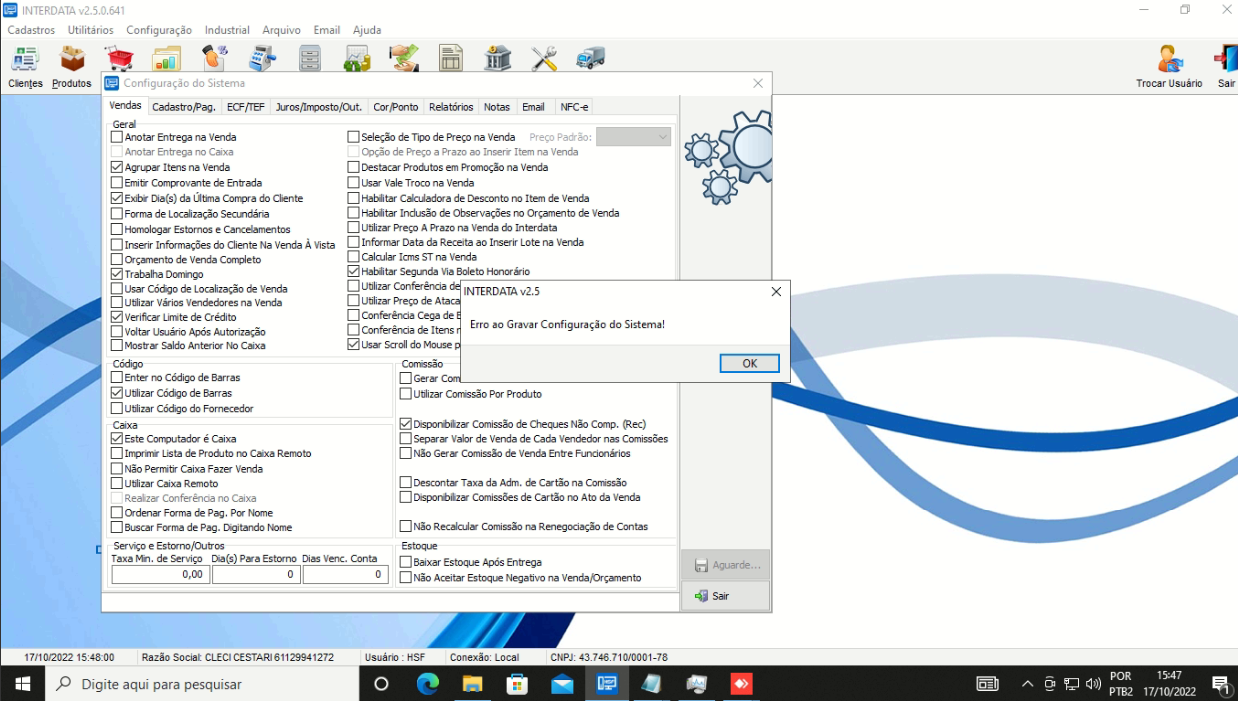 INTERDATA v2.5.0.641
Cadastros Utilitários Configuração Industrial Arquivo Email Ajuda
Clientes Produtos Trocar Usuário Sair
Configuração do Sistema
Vendas Cadastro/Pag. ECF/TEF Juros/Imposto/Out. Cor/Ponto Relatórios Notas Email NFC-e
Geral
Anotar Entrega na Venda
Anotar Entrega no Caixa
Agrupar Itens na Venda
Emitir Comprovante de Entrada
Exibir Dia(s) da Última Compra do Cliente
Forma de Localização Secundária
Homologar Estornos e Cancelamentos
Inserir Informações do Cliente Na Venda À Vista
Orçamento de Venda Completo
Trabalha Domingo
Usar Código de Localização de Venda
Utilizar Vários Vendedores na Venda
Verificar Limite de Crédito
Voltar Usuário Após Autorização
Mostrar Saldo Anterior No Caixa
Seleção de Tipo de Preço na Venda Preço Padrão:
Opção de Preço a Prazo ao Inserir Item na Venda
Destacar Produtos em Promoção na Venda
Usar Vale Troco na Venda
Habilitar Calculadora de Desconto no Item de Venda
Habilitar Inclusão de Observações no Orçamento de Venda
Utilizar Preço A Prazo na Venda do Interdata
Informar Data da Receita ao Inserir Lote na Venda
Calcular Icms ST na Venda
Habilitar Segunda Via Boleto Honorário
Utilizar Conferência de
Utilizar Preço de Ataca
Conferência Cega de
Conferência de Itens
Usar Scroll do Mouse p
INTERDATA v2.5
Erro ao Gravar Configuração do Sistema!
OK
Código
Enter no Código de Barras
Utilizar Código de Barras
Utilizar Código do Fornecedor
Caixa
Este Computador é Caixa
Imprimir Lista de Produto no Caixa Remoto
Não Permitir Caixa Fazer Venda
Utilizar Caixa Remoto
Realizar Conferência no Caixa
Ordenar Forma de Pag. Por Nome
Buscar Forma de Pag. Digitando Nome
Serviço e Estorno/Outros
Taxa Min. de Serviço Dia(s) Para Estorno Dias Venc. Conta
0,00 0 0
Comissão
Gerar Com
Utilizar Comissão Por Produto
Disponibilizar Comissão de Cheques Não Comp. (Rec)
Separar Valor de Venda de Cada Vendedor nas Comissões
Não Gerar Comissão de Venda Entre Funcionários
Descontar Taxa da Adm. de Cartão na Comissão
Disponibilizar Comissões de Cartão no Ato da Venda
Não Recalcular Comissão na Renegociação de Contas
Estoque
Baixar Estoque Após Entrega
Não Aceitar Estoque Negativo na Venda/Orçamento
Aguarde...
Sair
17/10/2022 15:48:00 Razão Social: CLECI CESTARI 61129941272 Usuário : HSF Conexão: Local CNPJ: 43.746.710/0001-78
Digite aqui para pesquisar
POR
PTB2
15:47
17/10/2022
1